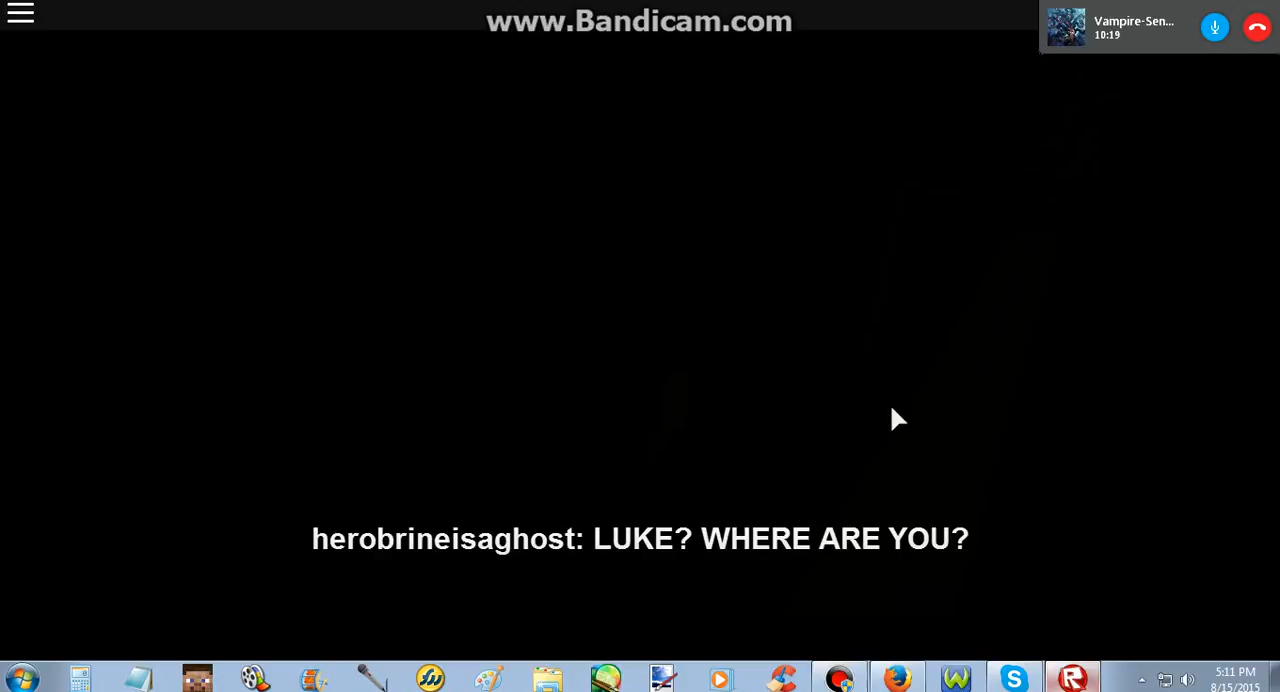 www.Bandicam.com
Vampire-Sen...
10:19
herobrineisaghost: LUKE? WHERE ARE YOU?
5:11 PM
8/15/2015